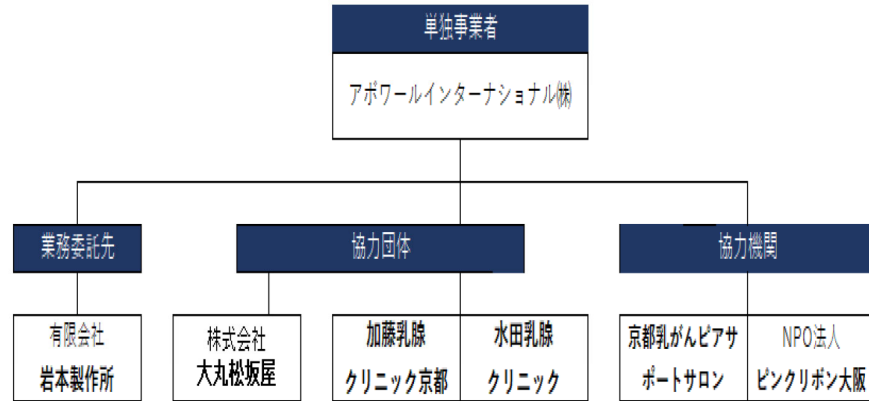 単独事業者
アボワールインターナショナル㈱
業務委託先
協力団体
協力機関
有限会社
岩本製作所
株式会社
大丸松坂屋
加藤乳腺
クリニック京都
水田乳腺
クリニック
京都乳がんピアサ
ポートサロン
NPO法人
ピンクリボン大阪